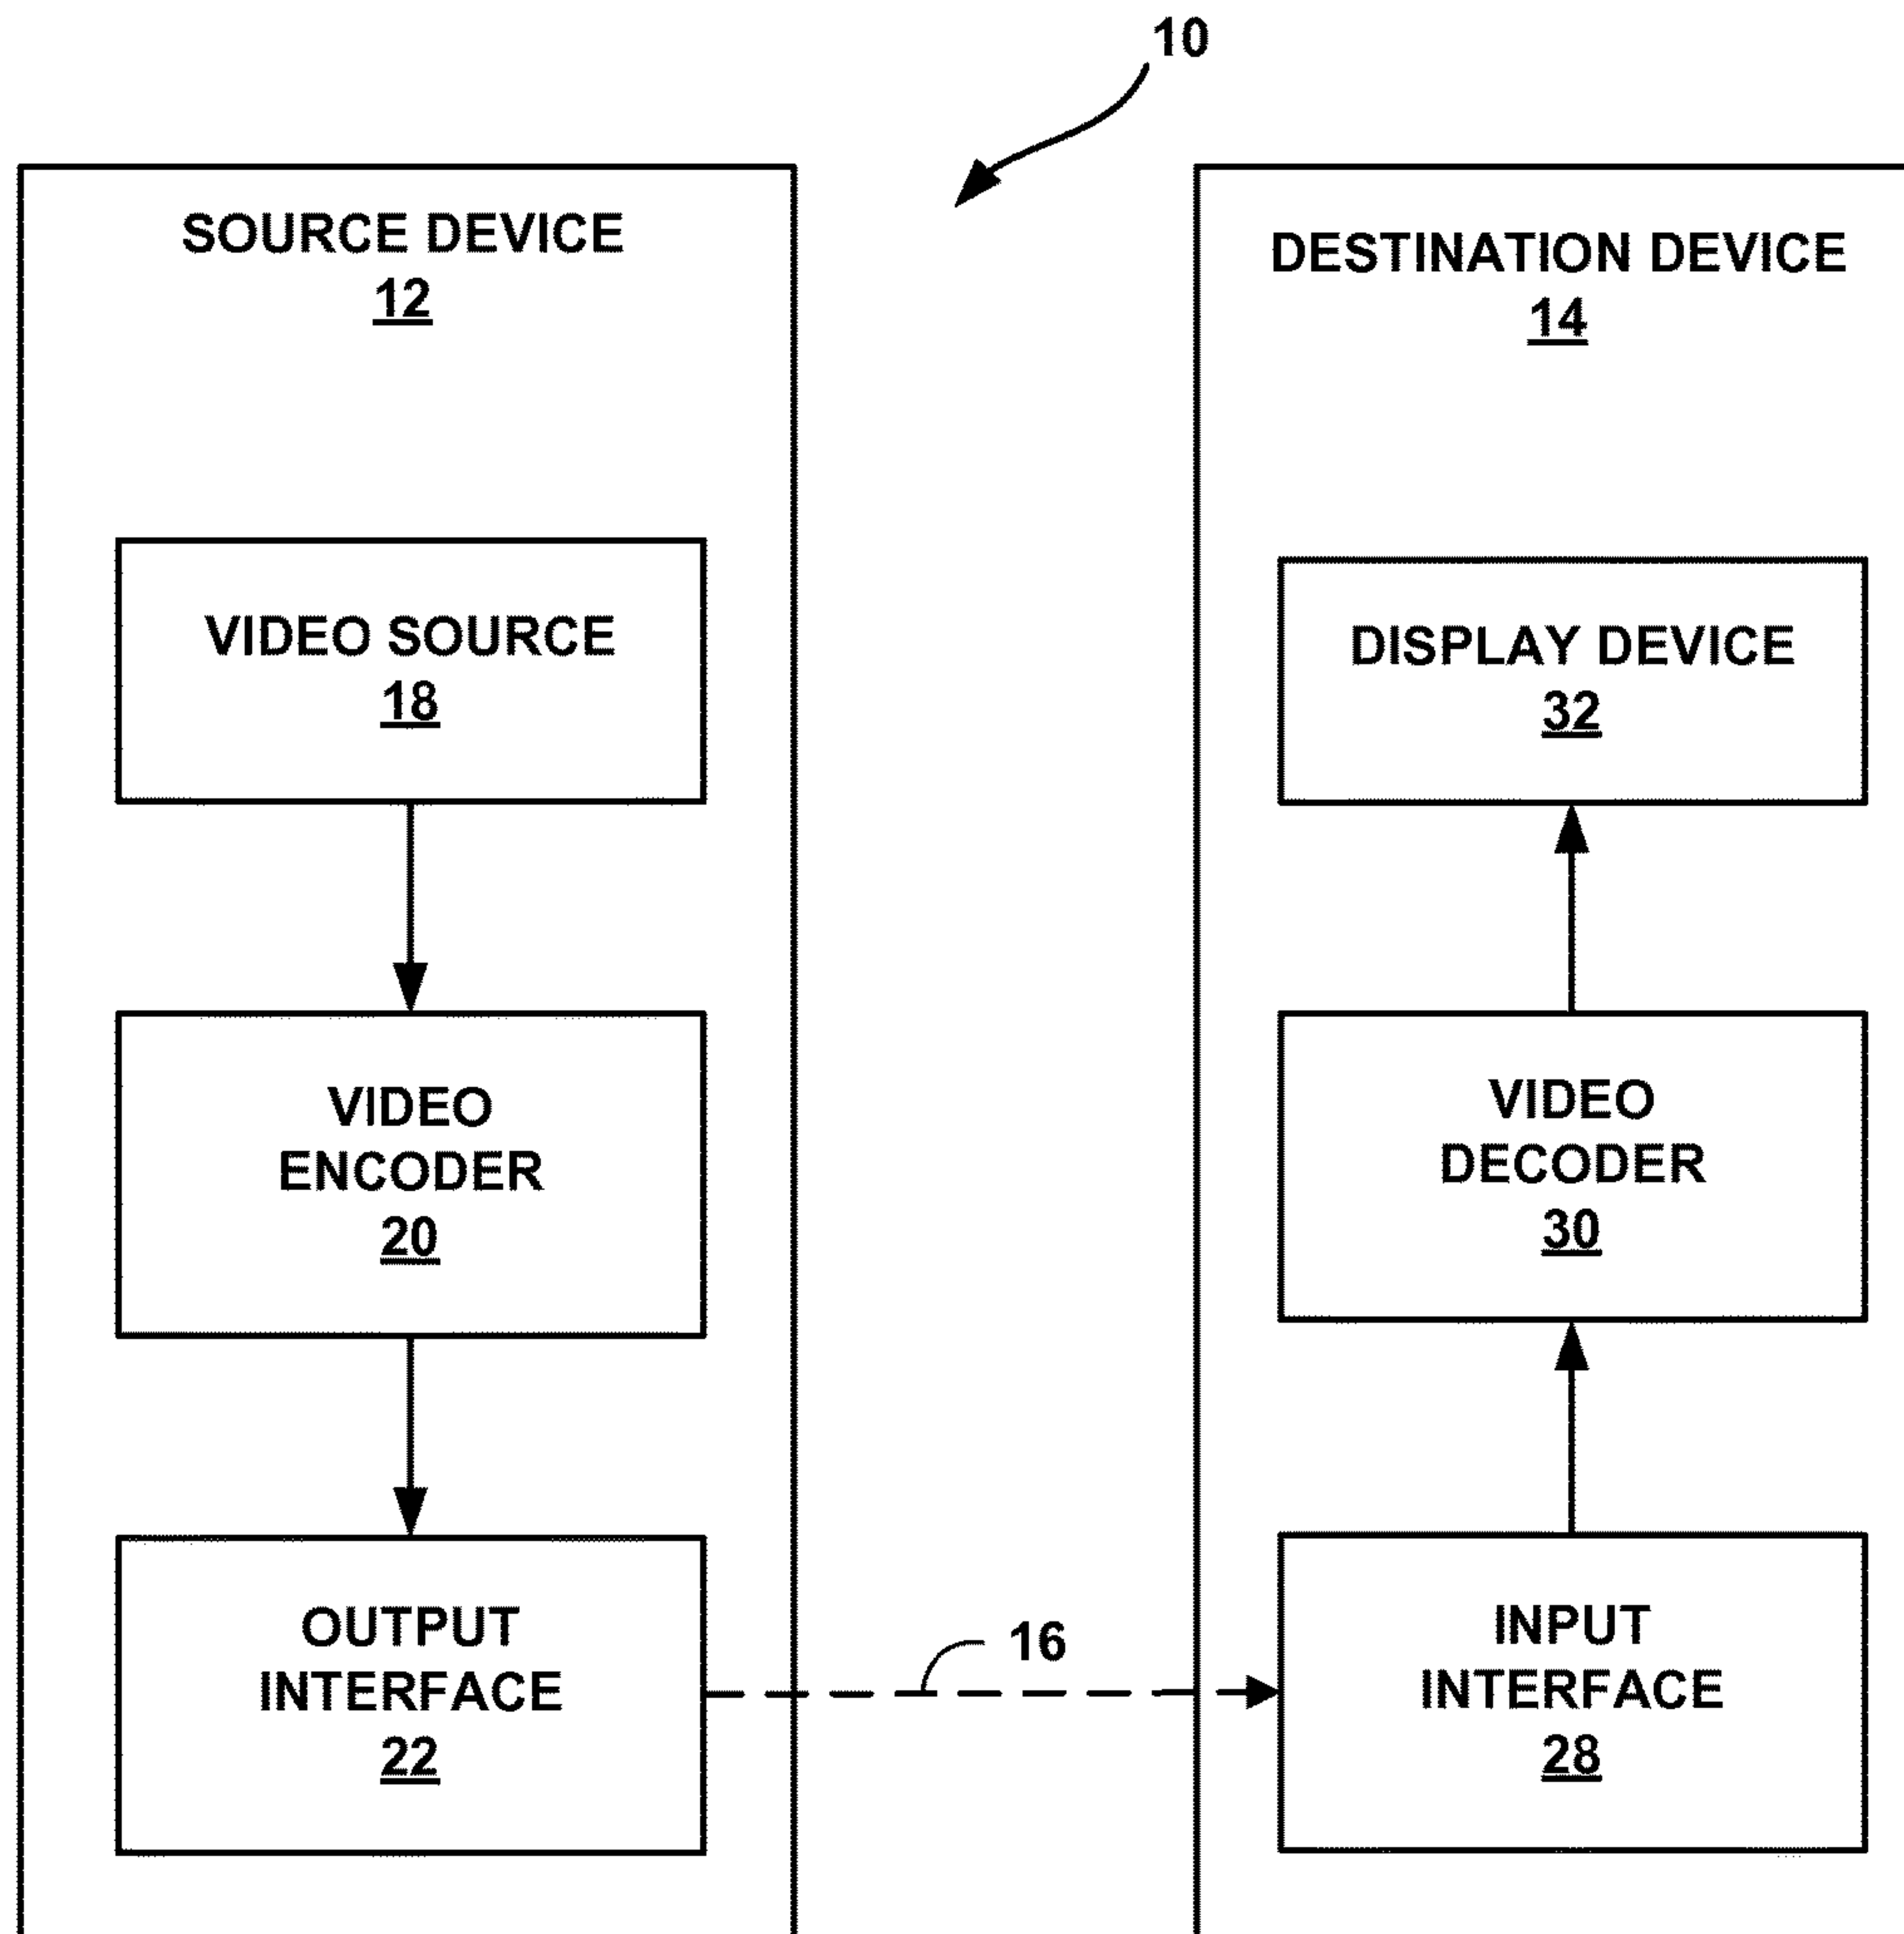 10
SOURCE DEVICE
12
VIDEO SOURCE
18
VIDEO
ENCODER
20
OUTPUT
INTERFACE
22
16
DESTINATION DEVICE
14
DISPLAY DEVICE
32
VIDEO
DECODER
30
INPUT
INTERFACE
28